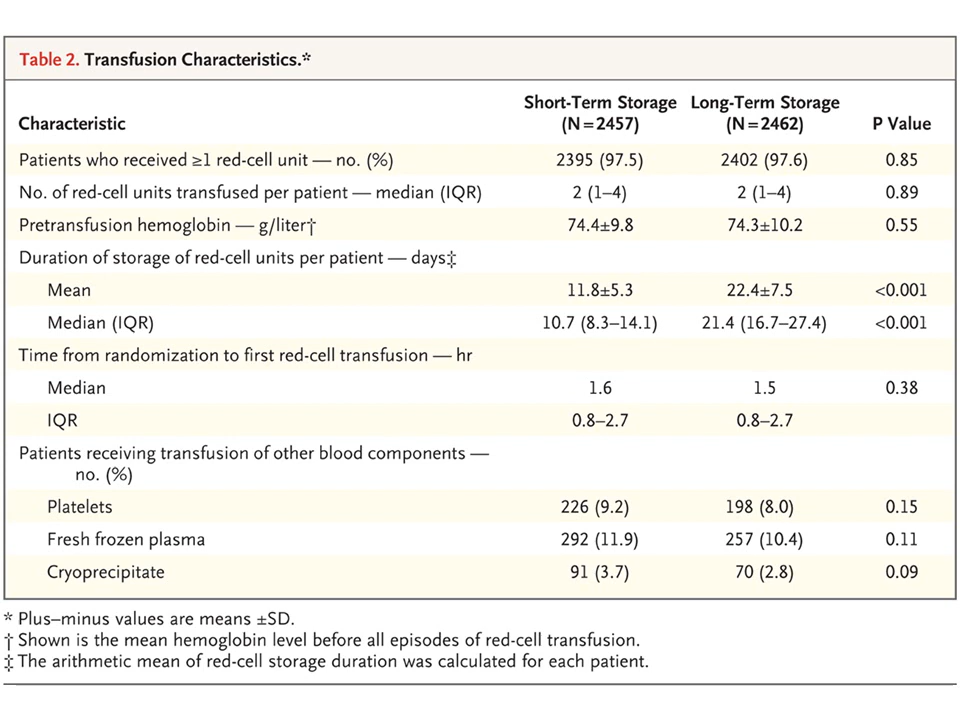 Table 2. Transfusion Characteristics.*
Characteristic Short-Term Storage (N=2457) Long-Term Storage (N=2462) P Value
Patients who received ≥1 red-cell unit — no. (%) 2395 (97.5) 2402 (97.6) 0.85
No. of red-cell units transfused per patient — median (IQR) 2 (1–4) 2 (1–4) 0.89
Pretransfusion hemoglobin — g/liter† 74.4±9.8 74.3±10.2 0.55
Duration of storage of red-cell units per patient — days‡
Mean 11.8±5.3 22.4±7.5 <0.001
Median (IQR) 10.7 (8.3–14.1) 21.4 (16.7–27.4) <0.001
Time from randomization to first red-cell transfusion — hr
Median 1.6 1.5 0.38
IQR 0.8–2.7 0.8–2.7
Patients receiving transfusion of other blood components —
no. (%)
Platelets 226 (9.2) 198 (8.0) 0.15
Fresh frozen plasma 292 (11.9) 257 (10.4) 0.11
Cryoprecipitate 91 (3.7) 70 (2.8) 0.09
* Plus–minus values are means ±SD.
† Shown is the mean hemoglobin level before all episodes of red-cell transfusion.
‡ The arithmetic mean of red-cell storage duration was calculated for each patient.